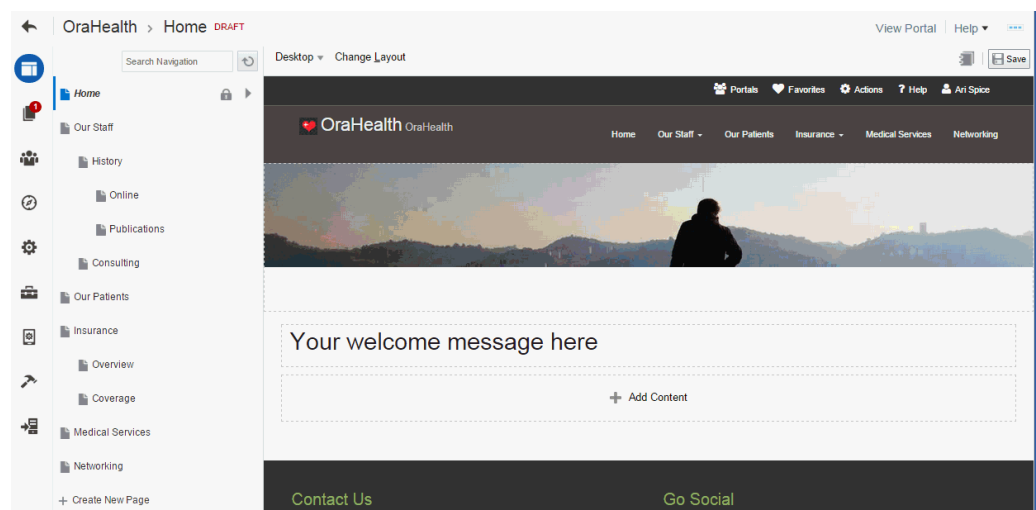 OraHealth > Home DRAFT
View Portal
Help
Search Navigation
Desktop
Change Layout
Save
1
Home
Our Staff
History
Online
Publications
Consulting
Our Patients
Insurance
Overview
Coverage
Medical Services
Networking
+ Create New Page
Portals
Favorites
Actions
? Help
Ari Spice
OraHealth OraHealth
Home
Our Staff
Our Patients
Insurance
Medical Services
Networking
Your welcome message here
+ Add Content
Contact Us
Go Social